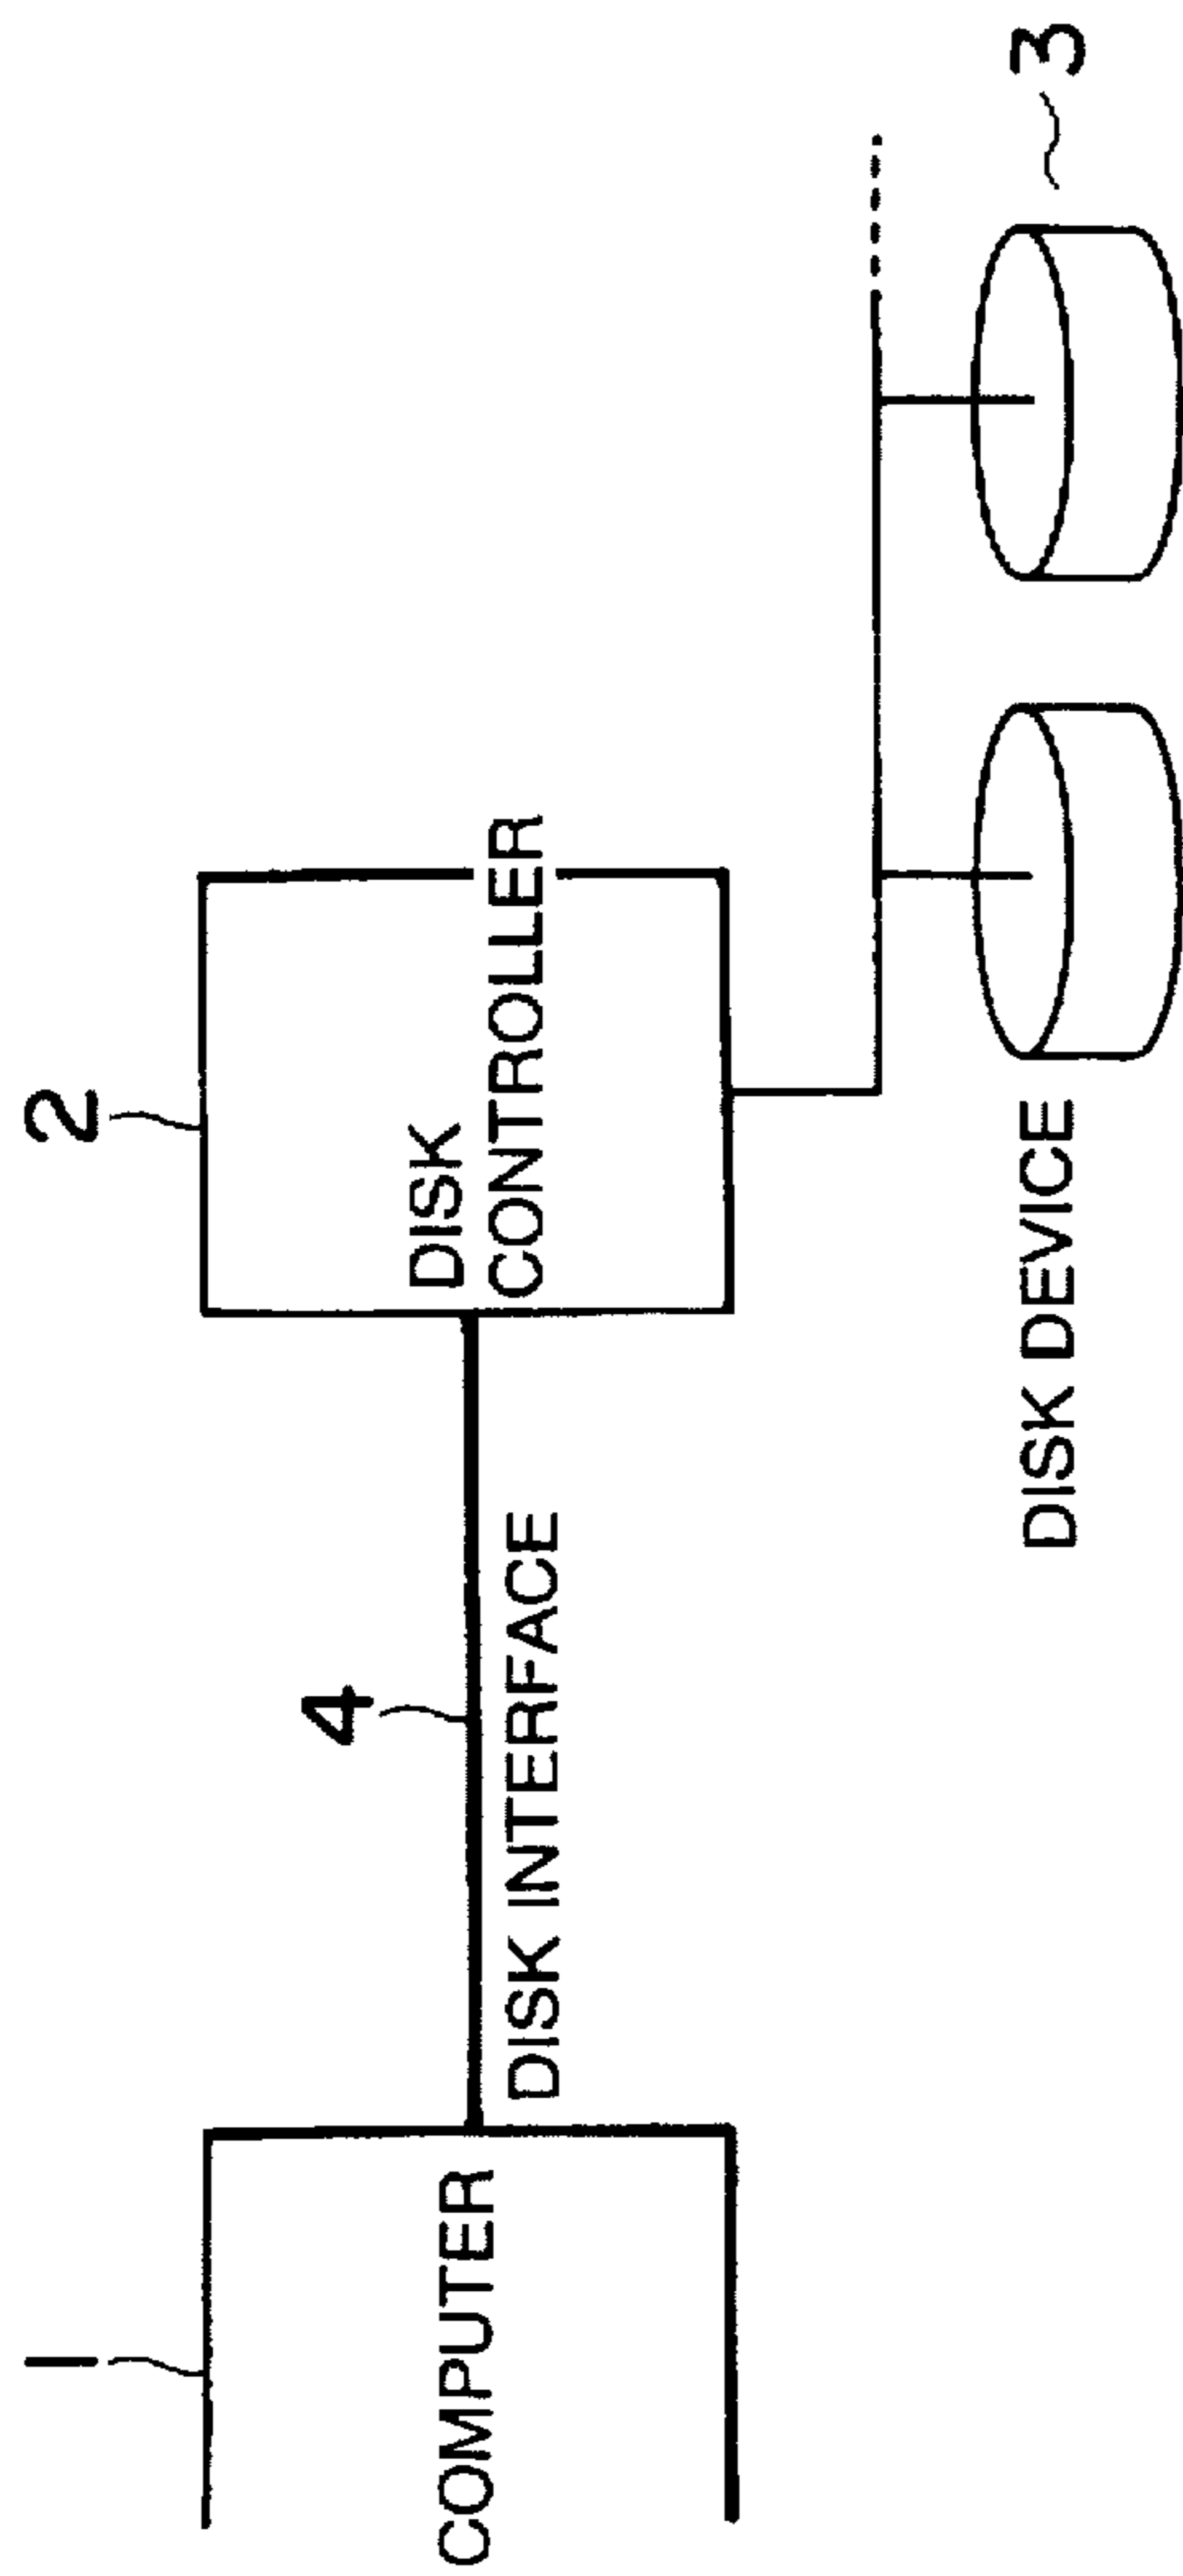 1
COMPUTER
4
DISK INTERFACE
2
DISK
CONTROLLER
DISK DEVICE
3